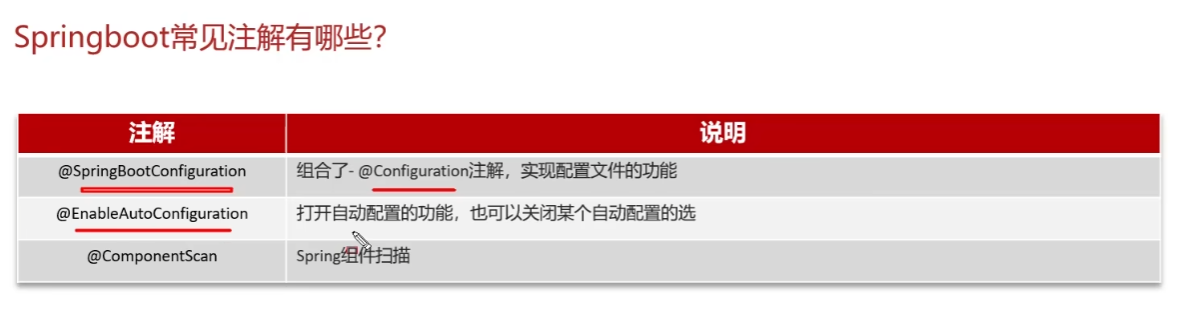 Springboot常见注解有哪些?
注解 说明
@SpringBootConfiguration 组合了- @Configuration注解，实现配置文件的功能
@EnableAutoConfiguration 打开自动配置的功能，也可以关闭某个自动配置的选
@ComponentScan Spring组件扫描